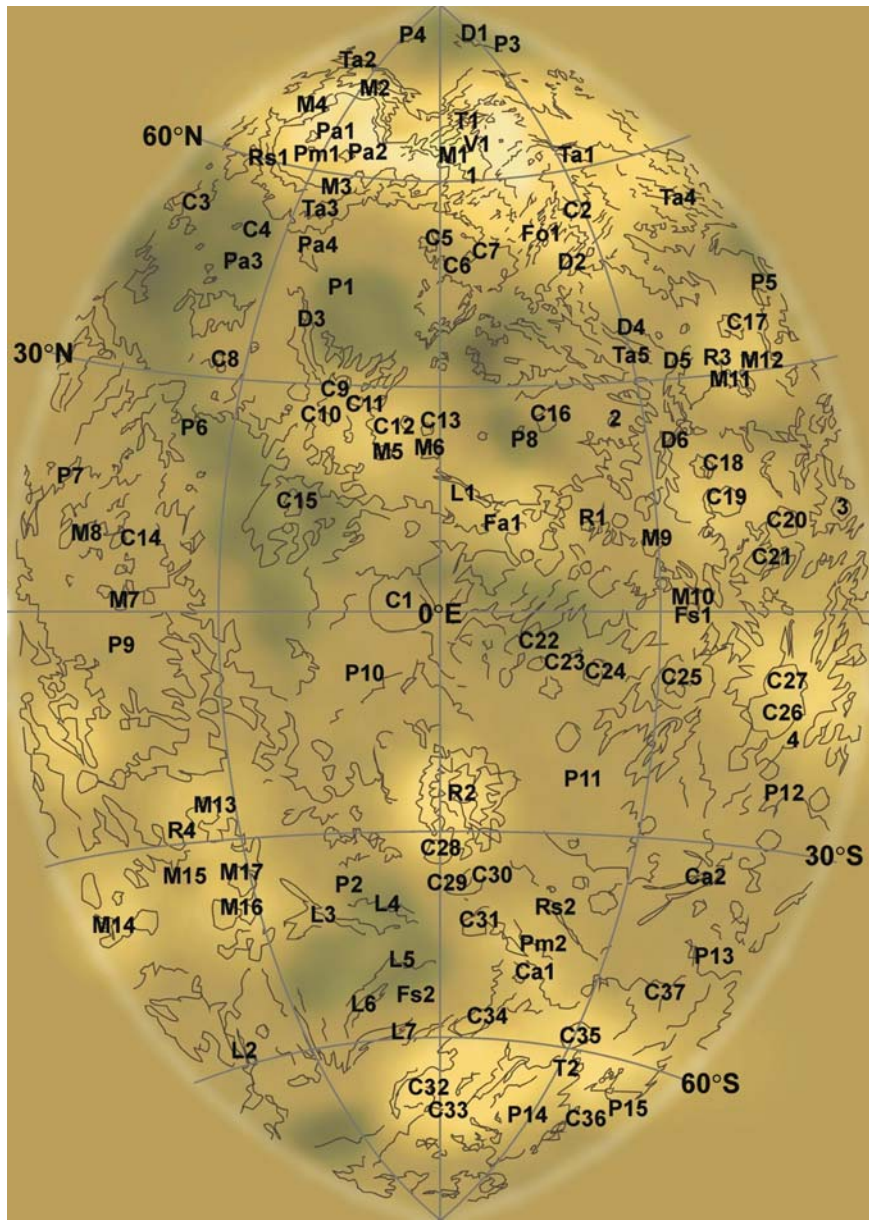 P4
D1
P3
Ta2
M2
M4
T1
Pa1
60°N
V1
Rs1
Pm1
Pa2
M1
Ta1
1
M3
C3
Ta3
C2
Ta4
C4
Pa4
C5
Fo1
C7
Pa3
C6
D2
P1
P5
D3
C17
D4
30°N
C8
Ta5
D5
R3
M12
M11
C9
C10
C11
C16
2
P6
C12
C13
P8
D6
M5
M6
P7
C18
C15
L1
C19
3
M8
C14
Fa1
R1
M9
C20
C21
M7
C1
M10
0°E
Fs1
P9
C22
C23
C24
P10
C25
C27
C26
4
P11
M13
R2
P12
R4
C28
30°S
M15
M17
P2
C29
C30
Ca2
M16
L3
L4
Rs2
M14
C31
Pm2
L5
Ca1
P13
Fs2
L6
C37
C34
L7
C35
L2
T2
C32
60°S
C33
P14
C36
P15